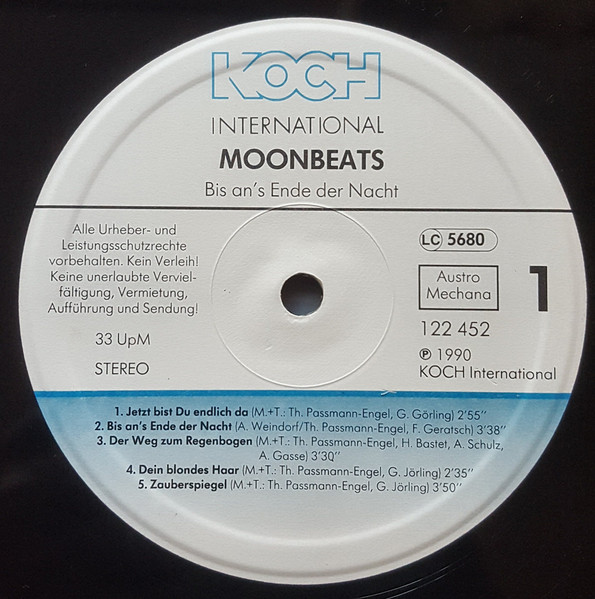 KOCH
INTERNATIONAL
MOONBEATS
Bis an's Ende der Nacht
Alle Urheber- und
Leistungsschutzrechte
vorbehalten. Kein Verleih!
Keine unerlaubte Verviel-
fältigung, Vermietung,
Aufführung und Sendung!
33 UpM
STEREO
LC 5680
Austro
Mechana
1
122 452
℗ 1990
KOCH International
1. Jetzt bist Du endlich da (M.+T.: Th. Passmann-Engel, G. Görling) 2'55"
2. Bis an's Ende der Nacht (A. Weindorf/Th. Passmann-Engel, F. Geratsch) 3'38"
3. Der Weg zum Regenbogen (M.+T.: Th. Passmann-Engel, H. Bastet, A. Schulz,
A. Gasse) 3'30"
4. Dein blondes Haar (M.+T.: Th. Passmann-Engel, G. Jörling) 2'35"
5. Zauberspiegel (M.+T.: Th. Passmann-Engel, G. Jörling) 3'50"